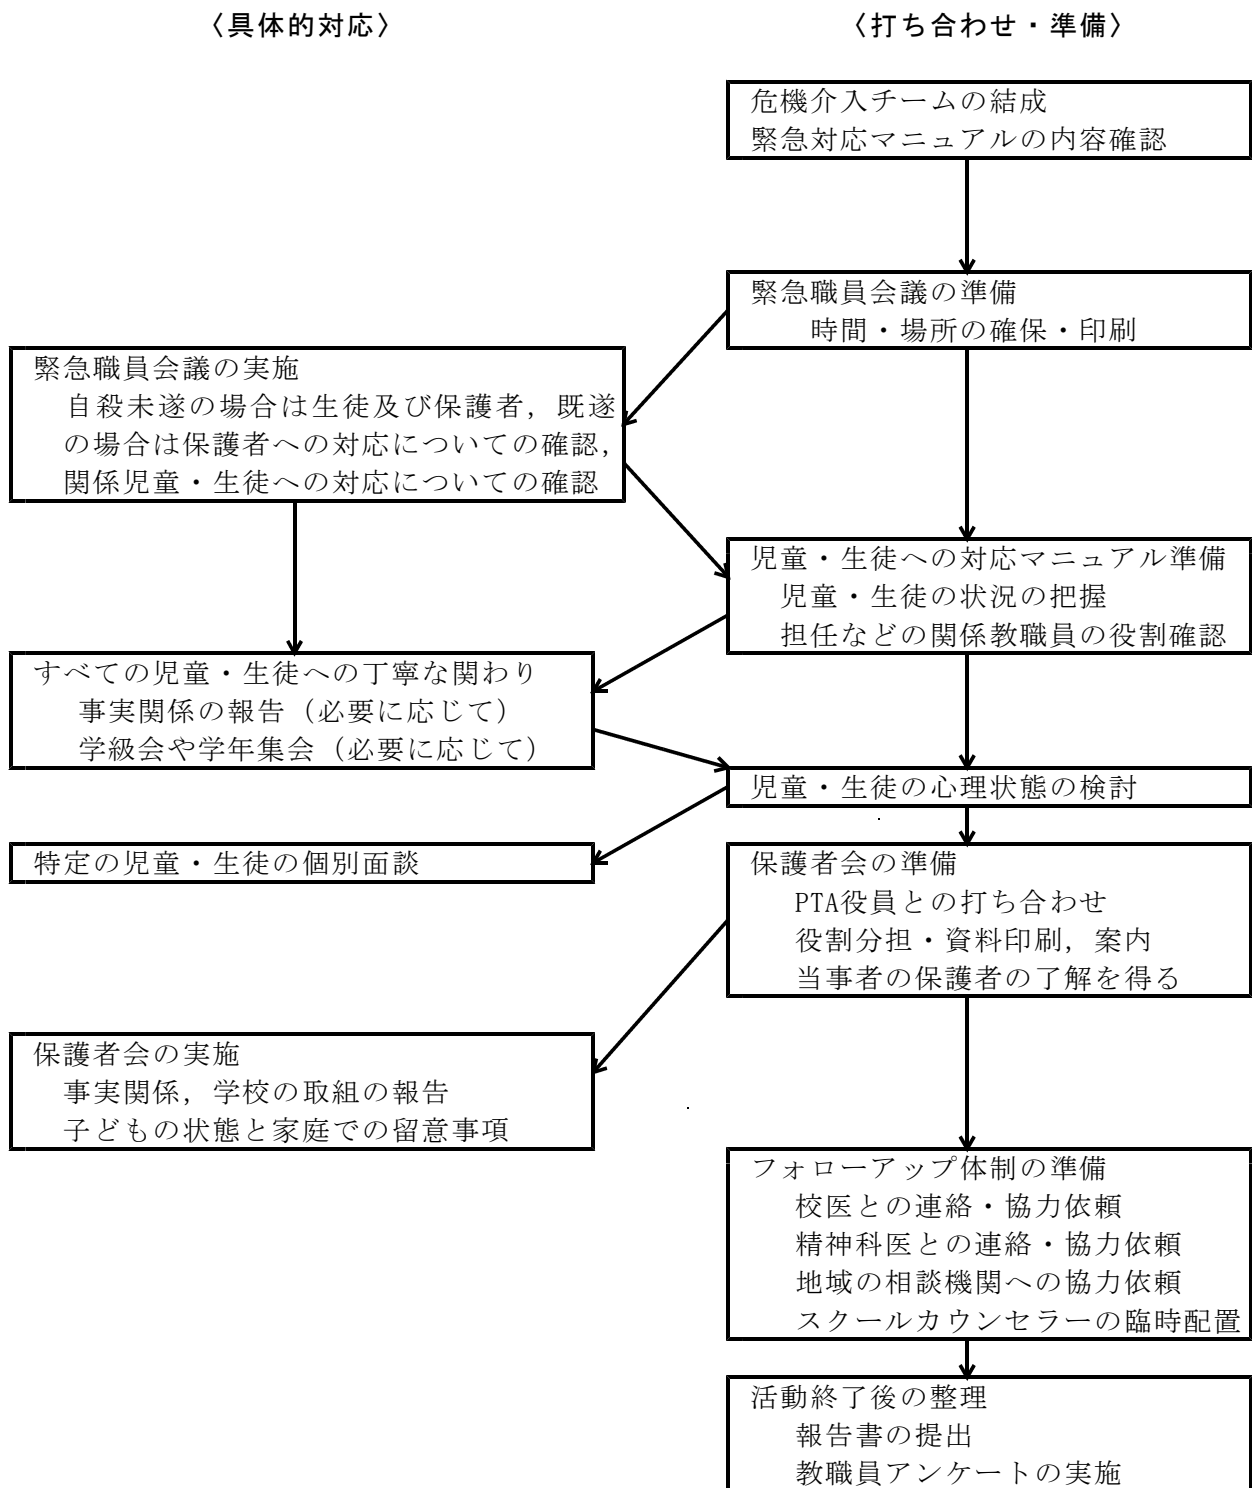 〈具体的対応〉
〈打ち合わせ・準備〉
危機介入チームの結成
緊急対応マニュアルの内容確認
緊急職員会議の準備
時間・場所の確保・印刷
緊急職員会議の実施
自殺未遂の場合は生徒及び保護者，既遂
の場合は保護者への対応についての確認，
関係児童・生徒への対応についての確認
児童・生徒への対応マニュアル準備
児童・生徒の状況の把握
担任などの関係教職員の役割確認
すべての児童・生徒への丁寧な関わり
事実関係の報告（必要に応じて）
学級会や学年集会（必要に応じて）
児童・生徒の心理状態の検討
特定の児童・生徒の個別面談
保護者会の準備
PTA役員との打ち合わせ
役割分担・資料印刷，案内
当事者の保護者の了解を得る
保護者会の実施
事実関係，学校の取組の報告
子どもの状態と家庭での留意事項
フォローアップ体制の準備
校医との連絡・協力依頼
精神科医との連絡・協力依頼
地域の相談機関への協力依頼
スクールカウンセラーの臨時配置
活動終了後の整理
報告書の提出
教職員アンケートの実施